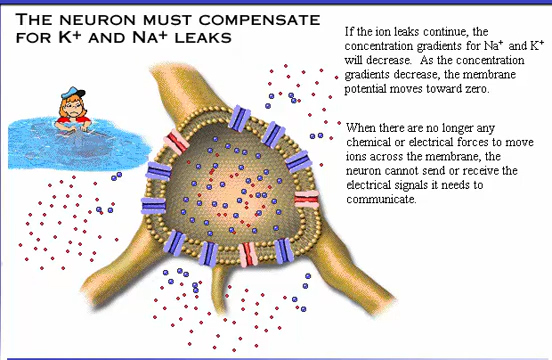 THE NEURON MUST COMPENSATE
FOR K+ AND NA+ LEAKS
If the ion leaks continue, the
concentration gradients for Na+ and K+
will decrease. As the concentration
gradients decrease, the membrane
potential moves toward zero.
When there are no longer any
chemical or electrical forces to move
ions across the membrane, the
neuron cannot send or receive the
electrical signals it needs to
communicate.